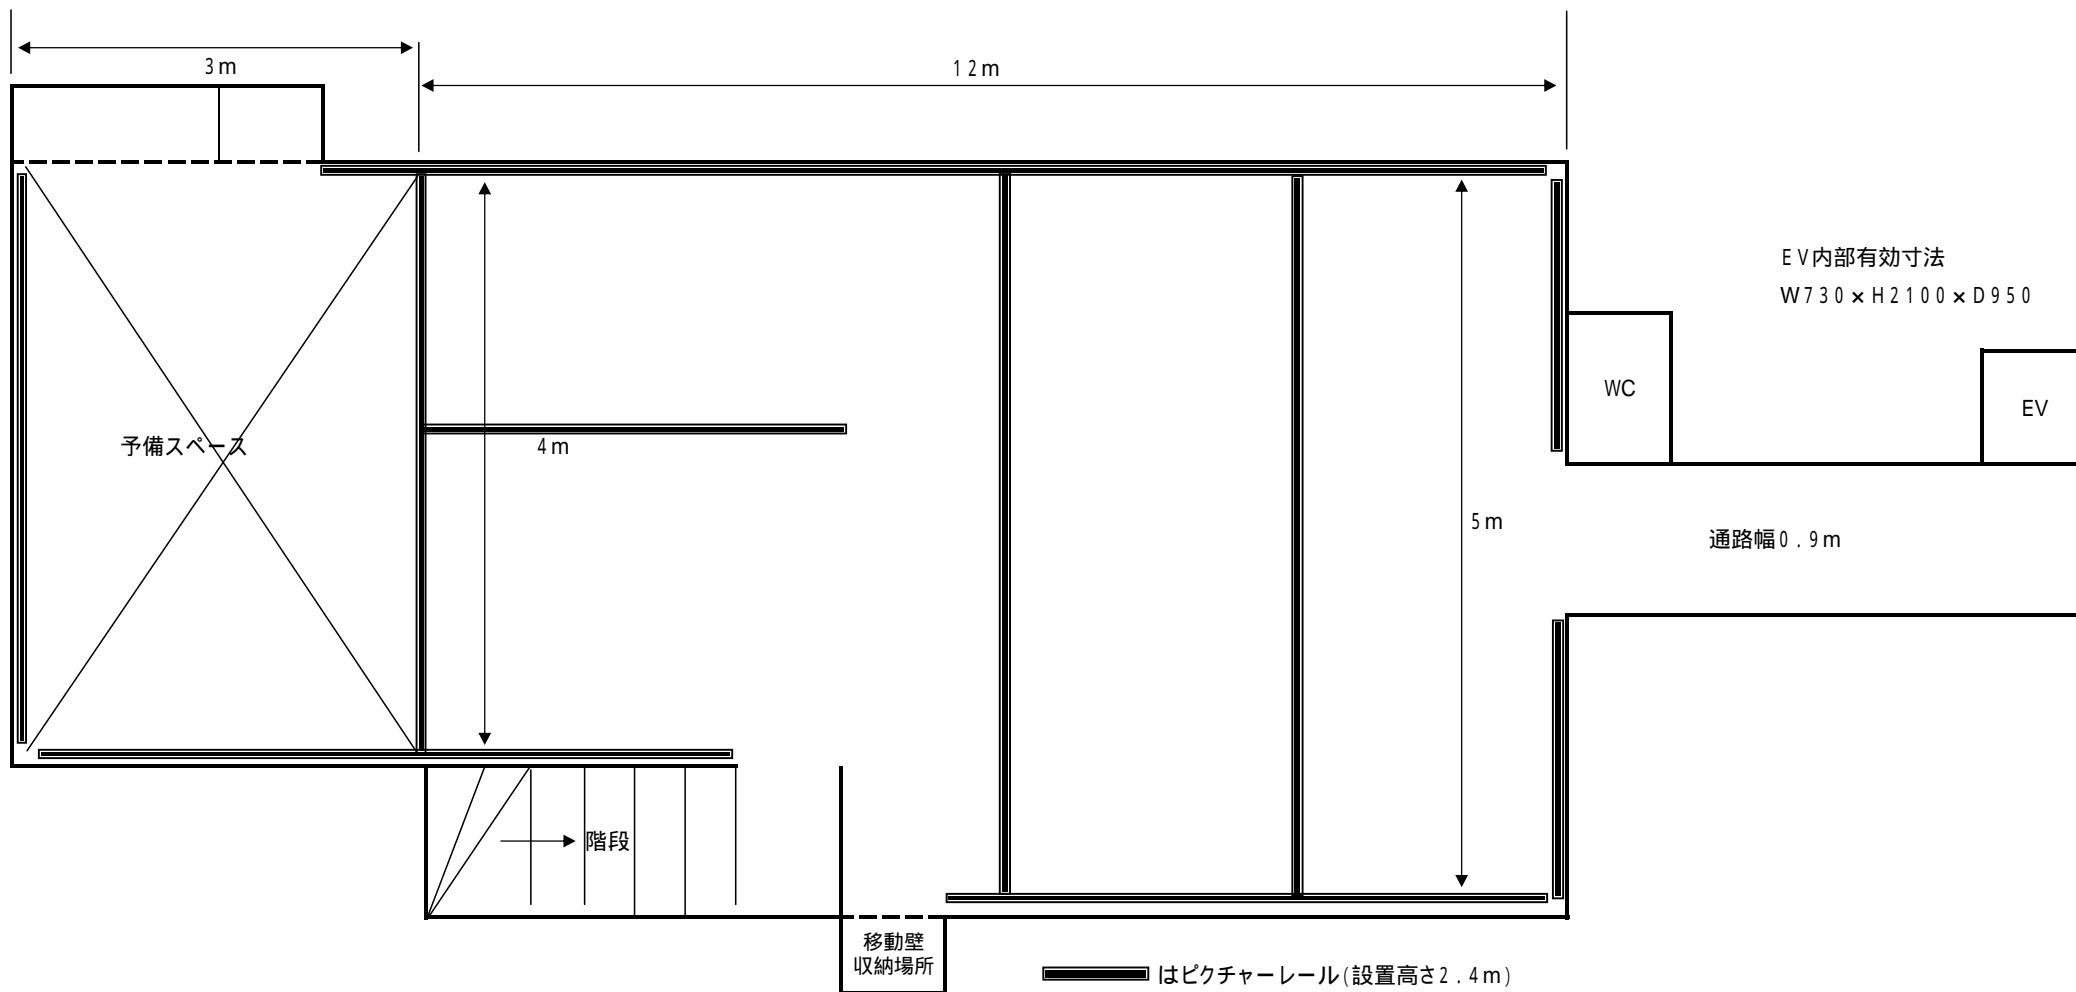 3m
12m
EV内部有効寸法
W730×H2100×D950
WC
EV
予備スペース
4m
5m
通路幅0.9m
階段
移動壁
収納場所
はピクチャーレール(設置高さ2.4m)